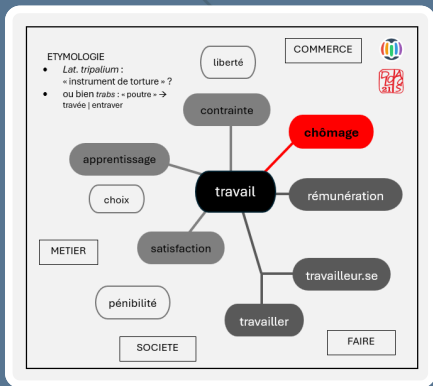 ETYMOLOGIE
• Lat. tripalium :
« instrument de torture » ?
• ou bien trabs : « poutre » →
travée | entraver
COMMERCE
liberté
contrainte
chômage
apprentissage
travail
rémunération
choix
METIER
satisfaction
travailleur.se
pénibilité
travailler
SOCIETE
FAIRE